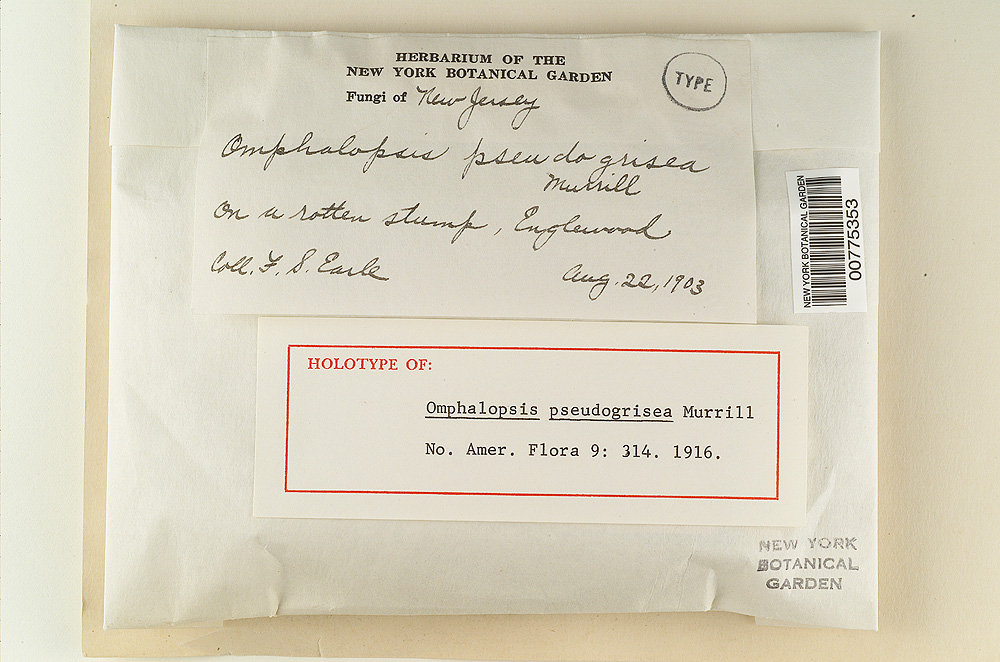 HERBARIUM OF THE
NEW YORK BOTANICAL GARDEN
TYPE
Fungi of New Jersey
Omphalopsis pseudogrisea
Murrill
On a rotten stump, Englewood
Coll. F. S. Earle
Aug. 22, 1903
NEW YORK BOTANICAL GARDEN
00775353
HOLOTYPE OF:
Omphalopsis pseudogrisea Murrill
No. Amer. Flora 9: 314. 1916.
NEW YORK
BOTANICAL
GARDEN